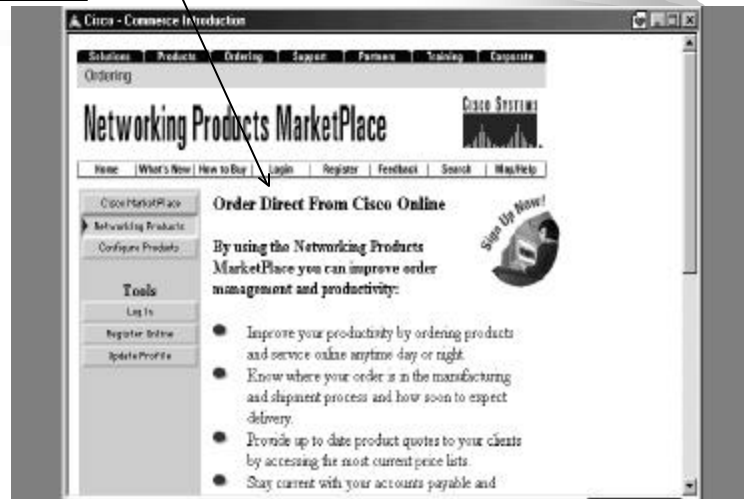 Cisco - Commerce Introduction
Solutions Products Ordering Support Partners Training Corporate
Ordering
Networking Products MarketPlace
CISCO SYSTEMS
Home | What's New | How to Buy | Login | Register | Feedback | Search | Map/Help
Cisco MarketPlace
Networking Products
Configure Products
Tools
Log In
Register Online
Update Profile
Order Direct From Cisco Online
Sign Up Now!
By using the Networking Products
MarketPlace you can improve order
management and productivity:
Improve your productivity by ordering products
and service online anytime day or night.
Know where your order is in the manufacturing
and shipment process and how soon to expect
delivery.
Provide up to date product quotes to your clients
by accessing the most current price lists.
Stay current with your accounts payable and